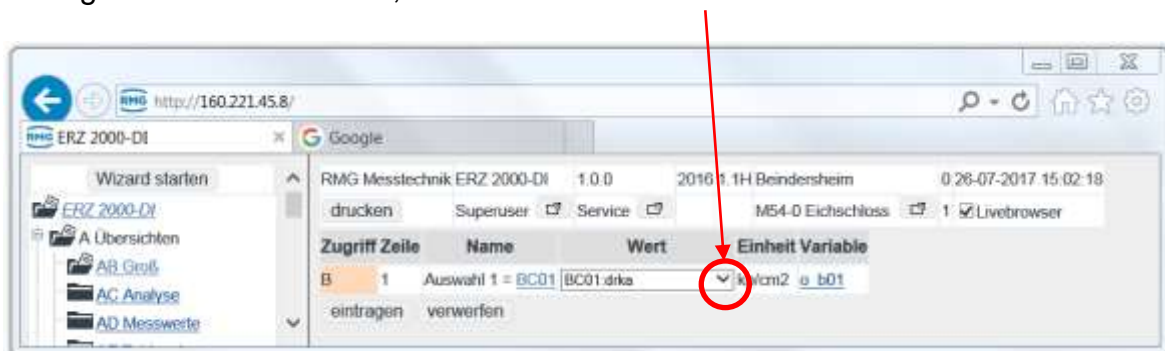 RMG http://160.221.45.8/
RMG ERZ 2000-DI
Google
Wizard starten
ERZ 2000-DI
A Übersichten
AB Groß
AC Analyse
AD Messwerte
RMG Messtechnik ERZ 2000-DI 1.0.0 2016 1.1H Beindersheim 0 26-07-2017 15:02:18
drucken Superuser Service M54-0 Eichschloss 1 Livebrowser
Zugriff Zeile Name Wert Einheit Variable
B 1 Auswahl 1 = BC01 BC01:drka kp/cm2 o_b01
eintragen verwerfen